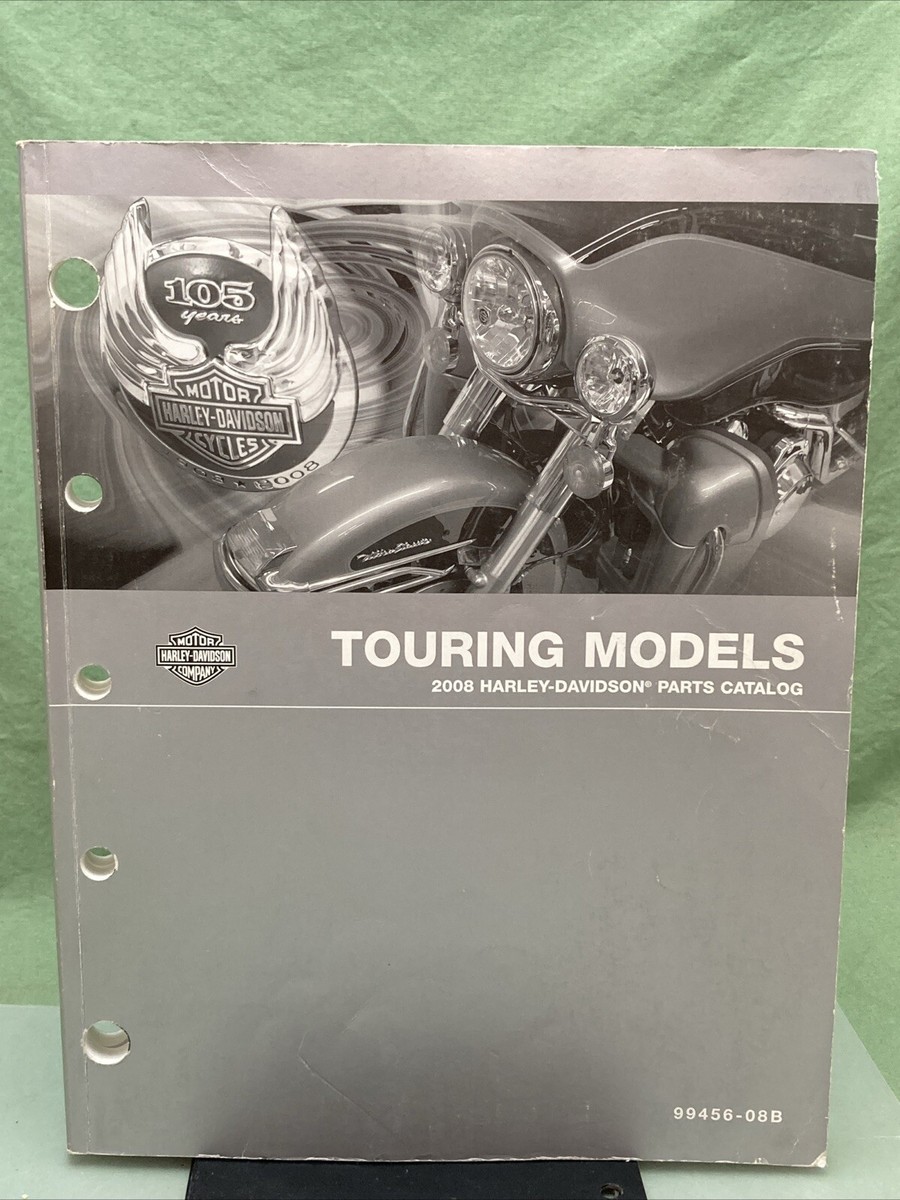 105
years
MOTOR
HARLEY-DAVIDSON
CYCLES
2008
MOTOR
HARLEY-DAVIDSON
COMPANY
TOURING MODELS
2008 HARLEY-DAVIDSON® PARTS CATALOG
99456-08B